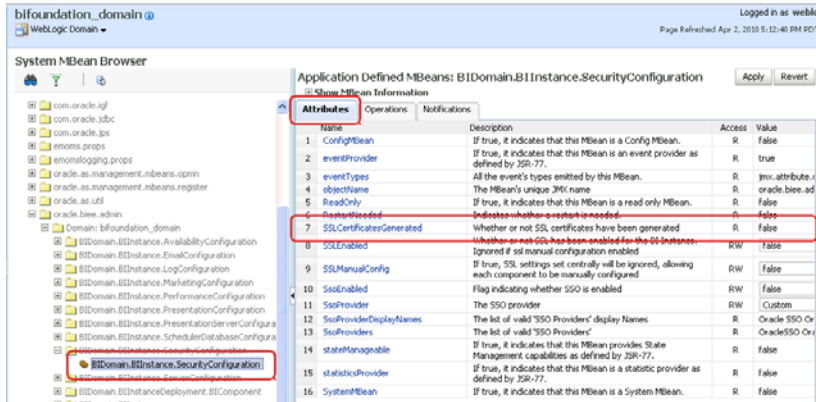 bifoundation_domain
Logged in as weblo
WebLogic Domain
Page Refreshed Apr 2, 2010 5:12:40 PM PDT
System MBean Browser
Application Defined MBeans: BIDomain.BIInstance.SecurityConfiguration
Apply Revert
Show MBean Information
Attributes Operations Notifications
com.oracle.igf
com.oracle.jdbc
com.oracle.jps
emoms.props
emomslogging.props
oracle.as.management.mbeans.opmn
oracle.as.management.mbeans.register
oracle.as.util
oracle.biee.admin
Domain: bifoundation_domain
BIDomain.BIInstance.AvailabilityConfiguration
BIDomain.BIInstance.EmailConfiguration
BIDomain.BIInstance.LogConfiguration
BIDomain.BIInstance.MarketingConfiguration
BIDomain.BIInstance.PerformanceConfiguration
BIDomain.BIInstance.PresentationConfiguration
BIDomain.BIInstance.PresentationServerConfigura
BIDomain.BIInstance.SchedulerDatabaseConfigura
BIDomain.BIInstance.SecurityConfiguration
BIDomain.BIInstance.SecurityConfiguration
BIDomain.BIInstance.ServerConfiguration
BIDomain.BIInstanceDeployment.BIComponent
Name Description Access Value
1 ConfigMBean If true, it indicates that this MBean is a Config MBean. R false
2 eventProvider If true, it indicates that this MBean is an event provider as
defined by JSR-77. R true
3 eventTypes All the event's types emitted by this MBean. R jmx.attribute.c
4 objectName The MBean's unique JMX name R oracle.biee.ad
5 ReadOnly If true, it indicates that this MBean is a read only MBean. R false
6 RestartNeeded Indicates whether a restart is needed. R false
7 SSLCertificatesGenerated Whether or not SSL certificates have been generated R false
8 SSLEnabled Whether or not SSL has been enabled for the BI Instance.
Ignored if ssl manual configuration enabled RW false
9 SSLManualConfig If true, SSL settings set centrally will be ignored, allowing
each component to be manually configured RW false
10 SsoEnabled Flag indicating whether SSO is enabled RW false
11 SsoProvider The SSO provider RW Custom
12 SsoProviderDisplayNames The list of valid 'SSO Providers' display Names R Oracle SSO Or
13 SsoProviders The list of valid 'SSO Providers' R OracleSSO Ora
14 stateManageable If true, it indicates that this MBean provides State
Management capabilities as defined by JSR-77. R false
15 statisticsProvider If true, it indicates that this MBean is a statistic provider as
defined by JSR-77. R false
16 SystemMBean If true, it indicates that this MBean is a System MBean. R false